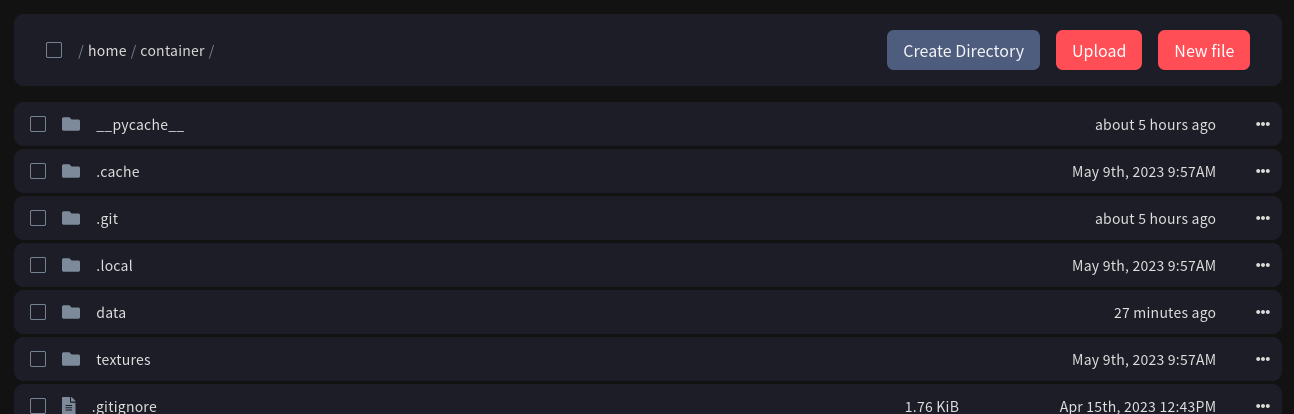 / home / container / Create Directory Upload New file
__pycache__ about 5 hours ago •••
.cache May 9th, 2023 9:57AM •••
.git about 5 hours ago •••
.local May 9th, 2023 9:57AM •••
data 27 minutes ago •••
textures May 9th, 2023 9:57AM •••
.gitignore 1.76 KiB Apr 15th, 2023 12:43PM •••